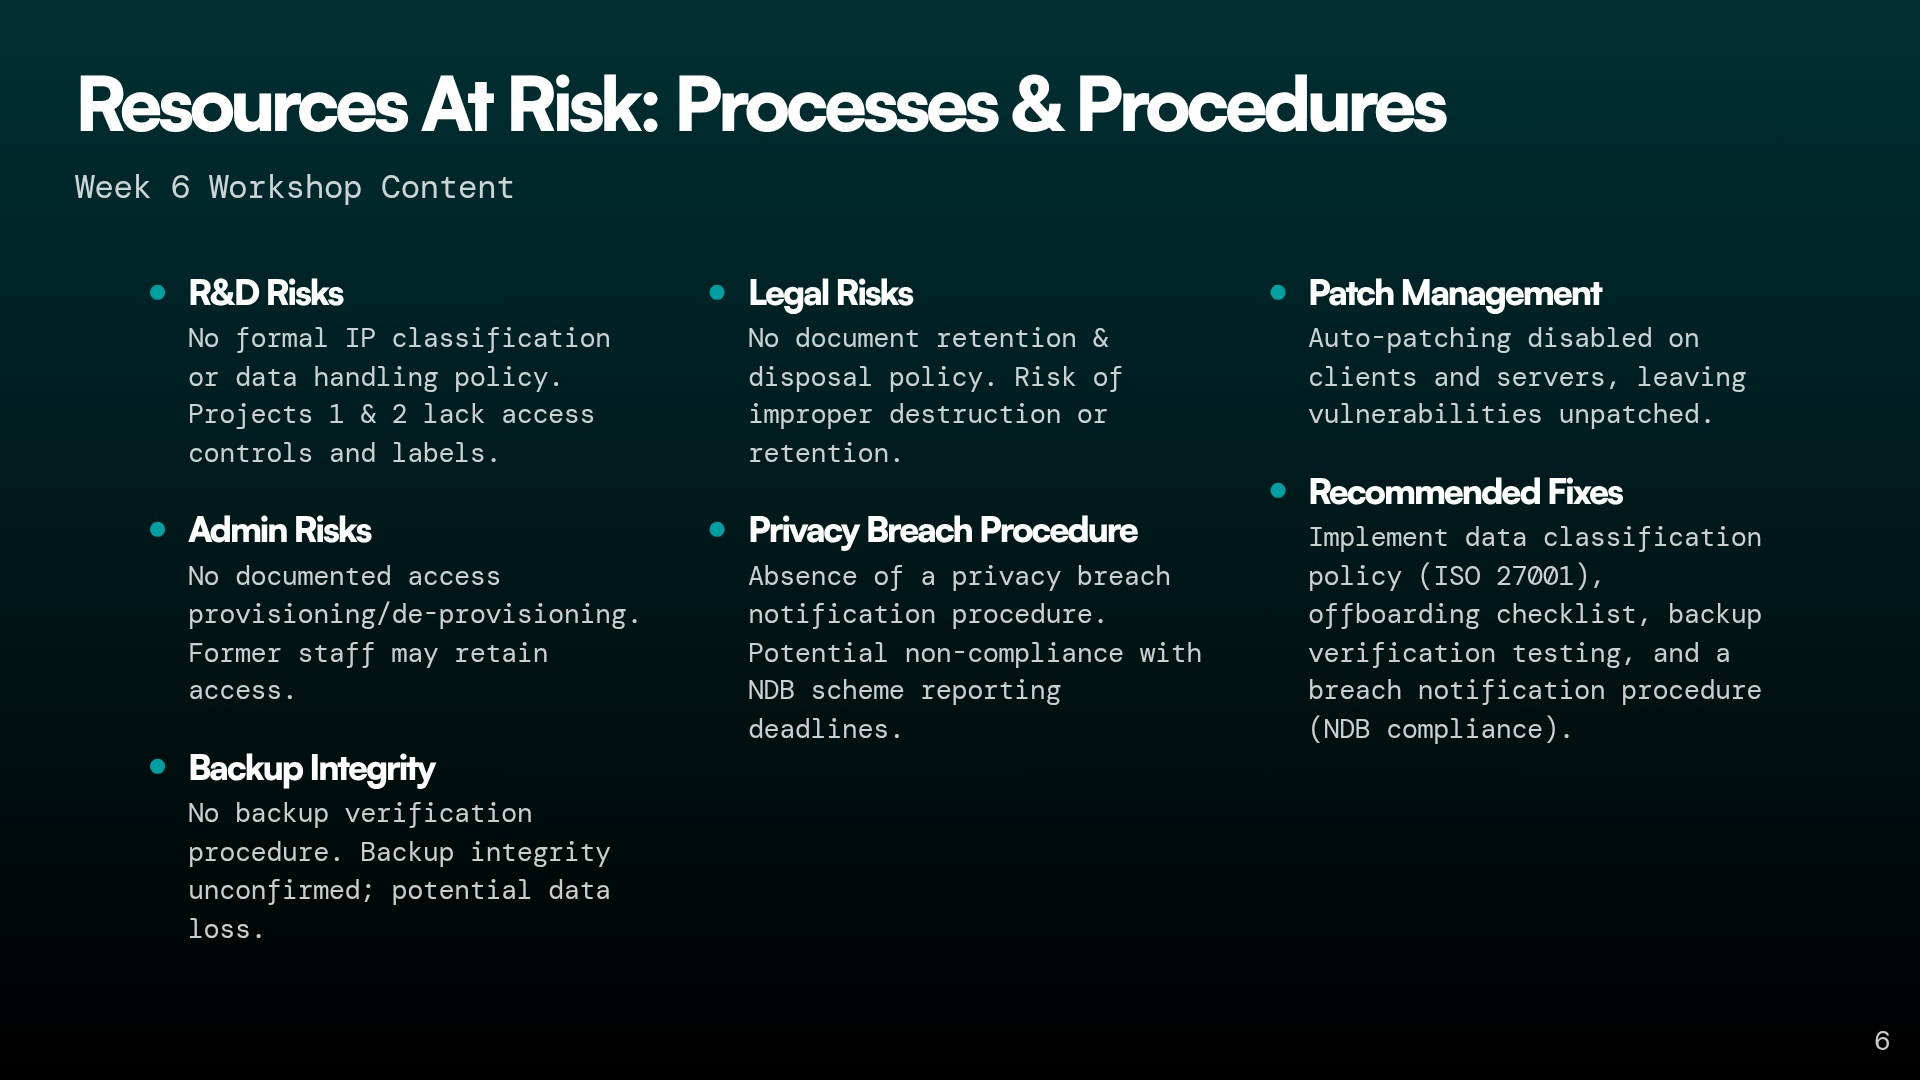 Resources At Risk: Processes & Procedures
Week 6 Workshop Content
R&D Risks
No formal IP classification
or data handling policy.
Projects 1 & 2 lack access
controls and labels.
Admin Risks
No documented access
provisioning/de-provisioning.
Former staff may retain
access.
Backup Integrity
No backup verification
procedure. Backup integrity
unconfirmed; potential data
loss.
Legal Risks
No document retention &
disposal policy. Risk of
improper destruction or
retention.
Privacy Breach Procedure
Absence of a privacy breach
notification procedure.
Potential non-compliance with
NDB scheme reporting
deadlines.
Patch Management
Auto-patching disabled on
clients and servers, leaving
vulnerabilities unpatched.
Recommended Fixes
Implement data classification
policy (ISO 27001),
offboarding checklist, backup
verification testing, and a
breach notification procedure
(NDB compliance).
6